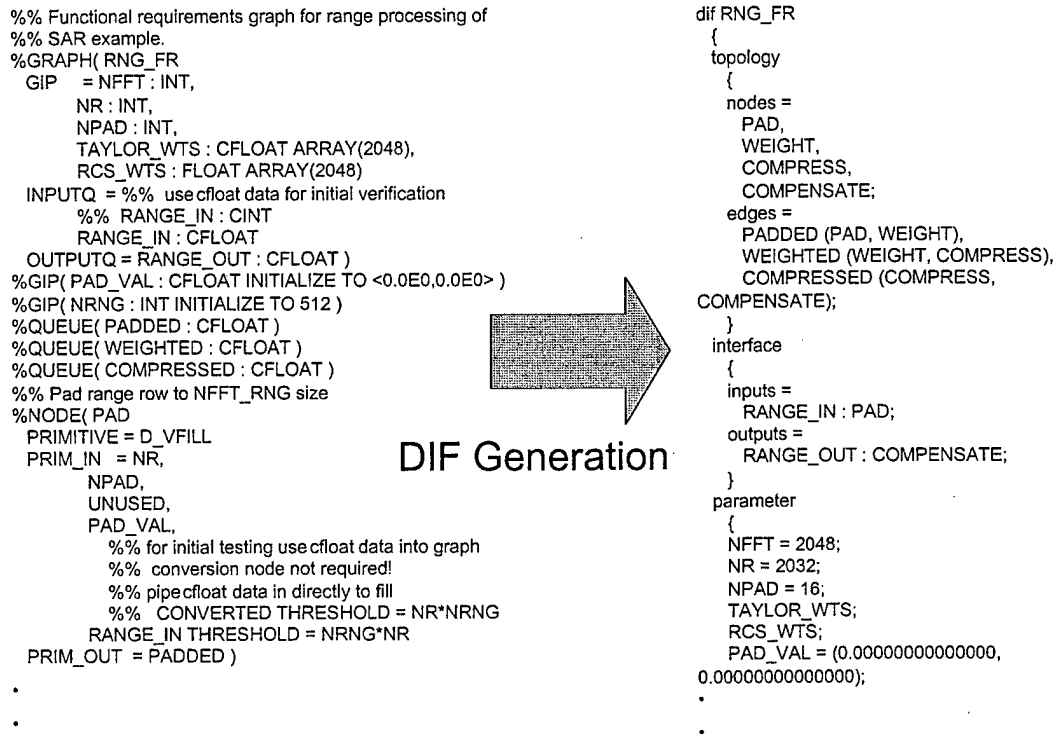 %% Functional requirements graph for range processing of
%% SAR example.
%GRAPH( RNG_FR
GIP = NFFT : INT,
NR : INT,
NPAD : INT,
TAYLOR_WTS : CFLOAT ARRAY(2048),
RCS_WTS : FLOAT ARRAY(2048)
INPUTQ = %% use cfloat data for initial verification
%% RANGE_IN : CINT
RANGE_IN : CFLOAT
OUTPUTQ = RANGE_OUT : CFLOAT )
%GIP( PAD_VAL : CFLOAT INITIALIZE TO <0.0E0,0.0E0> )
%GIP( NRNG : INT INITIALIZE TO 512 )
%QUEUE( PADDED : CFLOAT )
%QUEUE( WEIGHTED : CFLOAT )
%QUEUE( COMPRESSED : CFLOAT )
%% Pad range row to NFFT_RNG size
%NODE( PAD
PRIMITIVE = D_VFILL
PRIM_IN = NR,
NPAD,
UNUSED,
PAD_VAL,
%% for initial testing use cfloat data into graph
%% conversion node not required!
%% pipe cfloat data in directly to fill
%% CONVERTED THRESHOLD = NR*NRNG
RANGE_IN THRESHOLD = NRNG*NR
PRIM_OUT = PADDED )
•
•
DIF Generation
dif RNG_FR
{
topology
{
nodes =
PAD,
WEIGHT,
COMPRESS,
COMPENSATE;
edges =
PADDED (PAD, WEIGHT),
WEIGHTED (WEIGHT, COMPRESS),
COMPRESSED (COMPRESS,
COMPENSATE);
}
interface
{
inputs =
RANGE_IN : PAD;
outputs =
RANGE_OUT : COMPENSATE;
}
parameter
{
NFFT = 2048;
NR = 2032;
NPAD = 16;
TAYLOR_WTS;
RCS_WTS;
PAD_VAL = (0.00000000000000,
0.00000000000000);
•
•